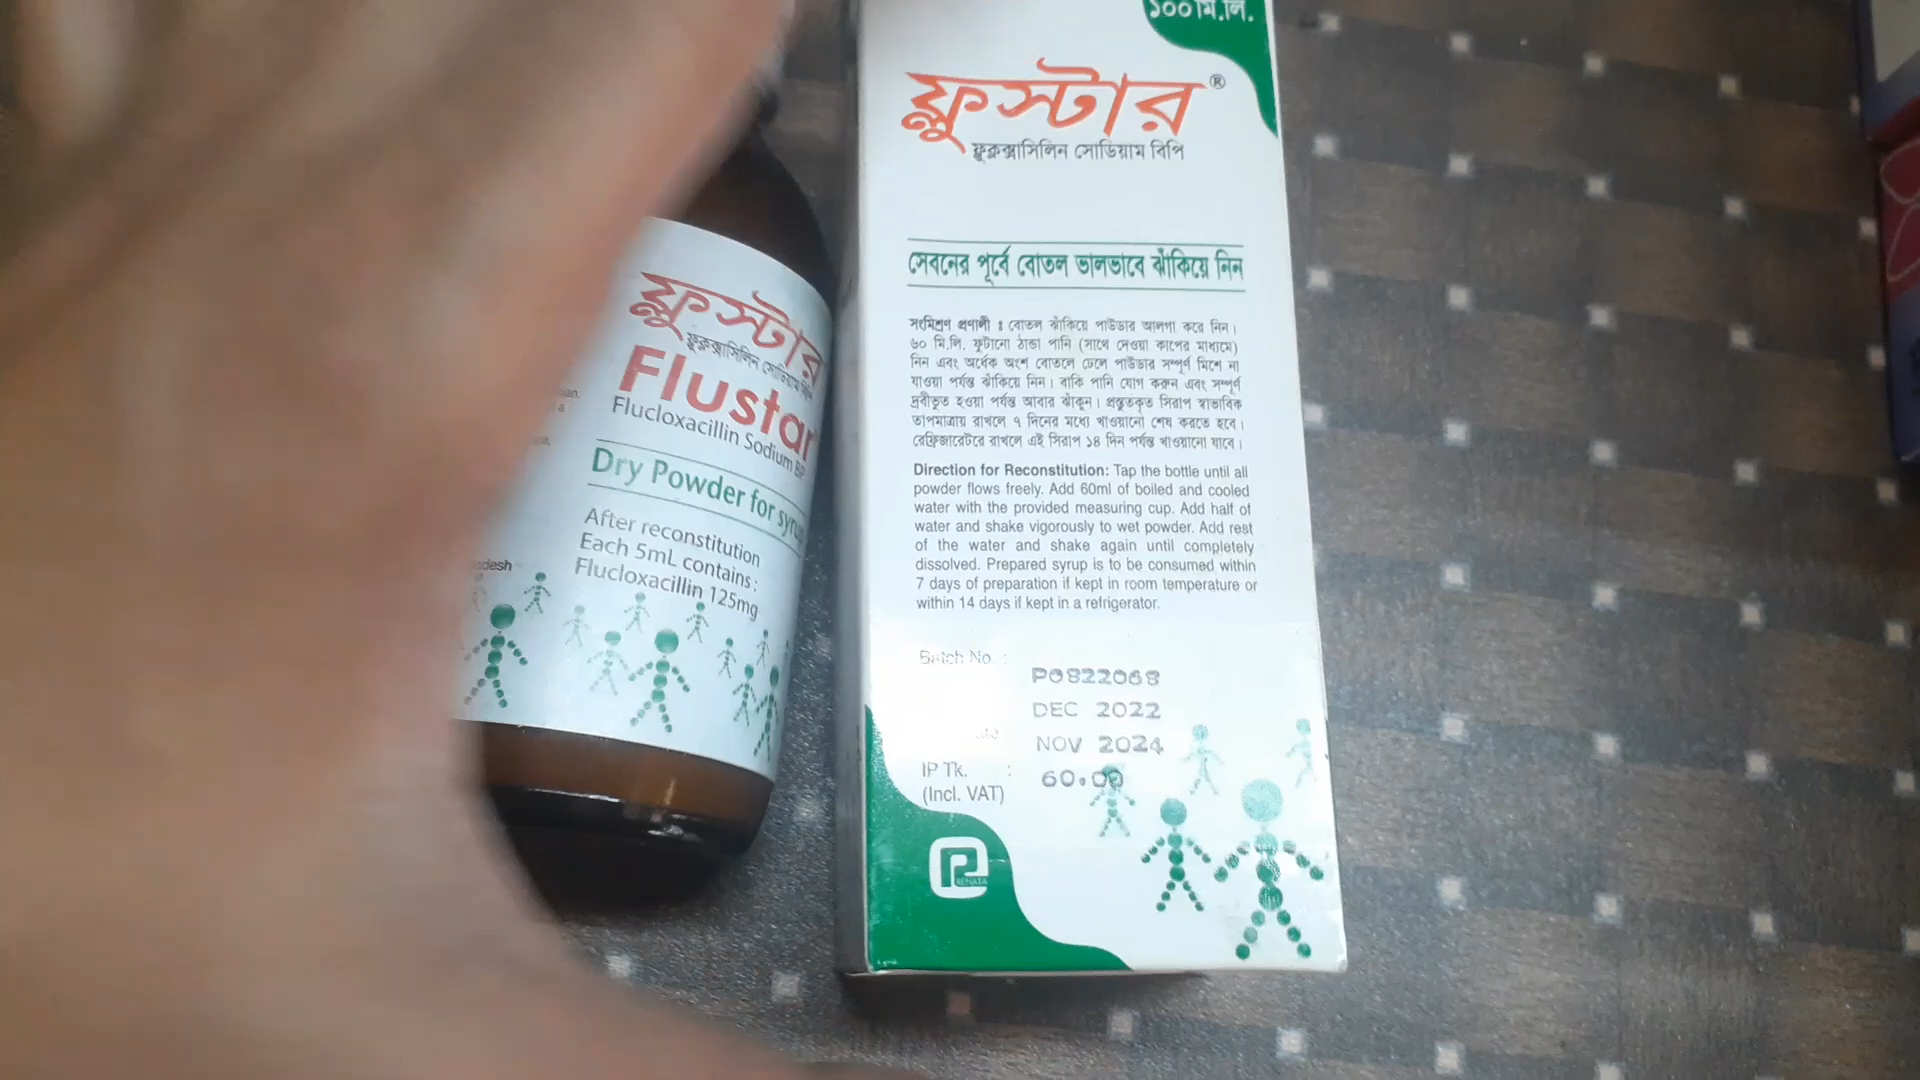 ১০০ মি.লি.
ফ্লুস্টার®
ফ্লুক্লক্সাসিলিন সোডিয়াম বিপি
সেবনের পূর্বে বোতল ভালভাবে ঝাঁকিয়ে নিন
সংমিশ্রণ প্রণালী ঃ বোতল ঝাঁকিয়ে পাউডার আলগা করে নিন।
৬০ মি.লি. ফুটানো ঠান্ডা পানি (সাথে দেওয়া কাপের মাধ্যমে)
নিন এবং অর্ধেক অংশ বোতলে ঢেলে পাউডার সম্পূর্ণ মিশে না
যাওয়া পর্যন্ত ঝাঁকিয়ে নিন। বাকি পানি যোগ করুন এবং সম্পূর্ণ
দ্রবীভূত হওয়া পর্যন্ত আবার ঝাঁকুন। প্রস্তুতকৃত সিরাপ স্বাভাবিক
তাপমাত্রায় রাখলে ৭ দিনের মধ্যে খাওয়ানো শেষ করতে হবে।
রেফ্রিজারেটরে রাখলে এই সিরাপ ১৪ দিন পর্যন্ত খাওয়ানো যাবে।
Direction for Reconstitution: Tap the bottle until all
powder flows freely. Add 60ml of boiled and cooled
water with the provided measuring cup. Add half of
water and shake vigorously to wet powder. Add rest
of the water and shake again until completely
dissolved. Prepared syrup is to be consumed within
7 days of preparation if kept in room temperature or
within 14 days if kept in a refrigerator.
Batch No. :
P0822068
DEC 2022
NOV 2024
IP Tk. : 60.00
(Incl. VAT)
RENATA
ফ্লুস্টার
ফ্লুক্লক্সাসিলিন সোডিয়াম বিপি
Flustar
Flucloxacillin Sodium BP
Dry Powder for syrup
After reconstitution
Each 5mL contains :
Flucloxacillin 125mg